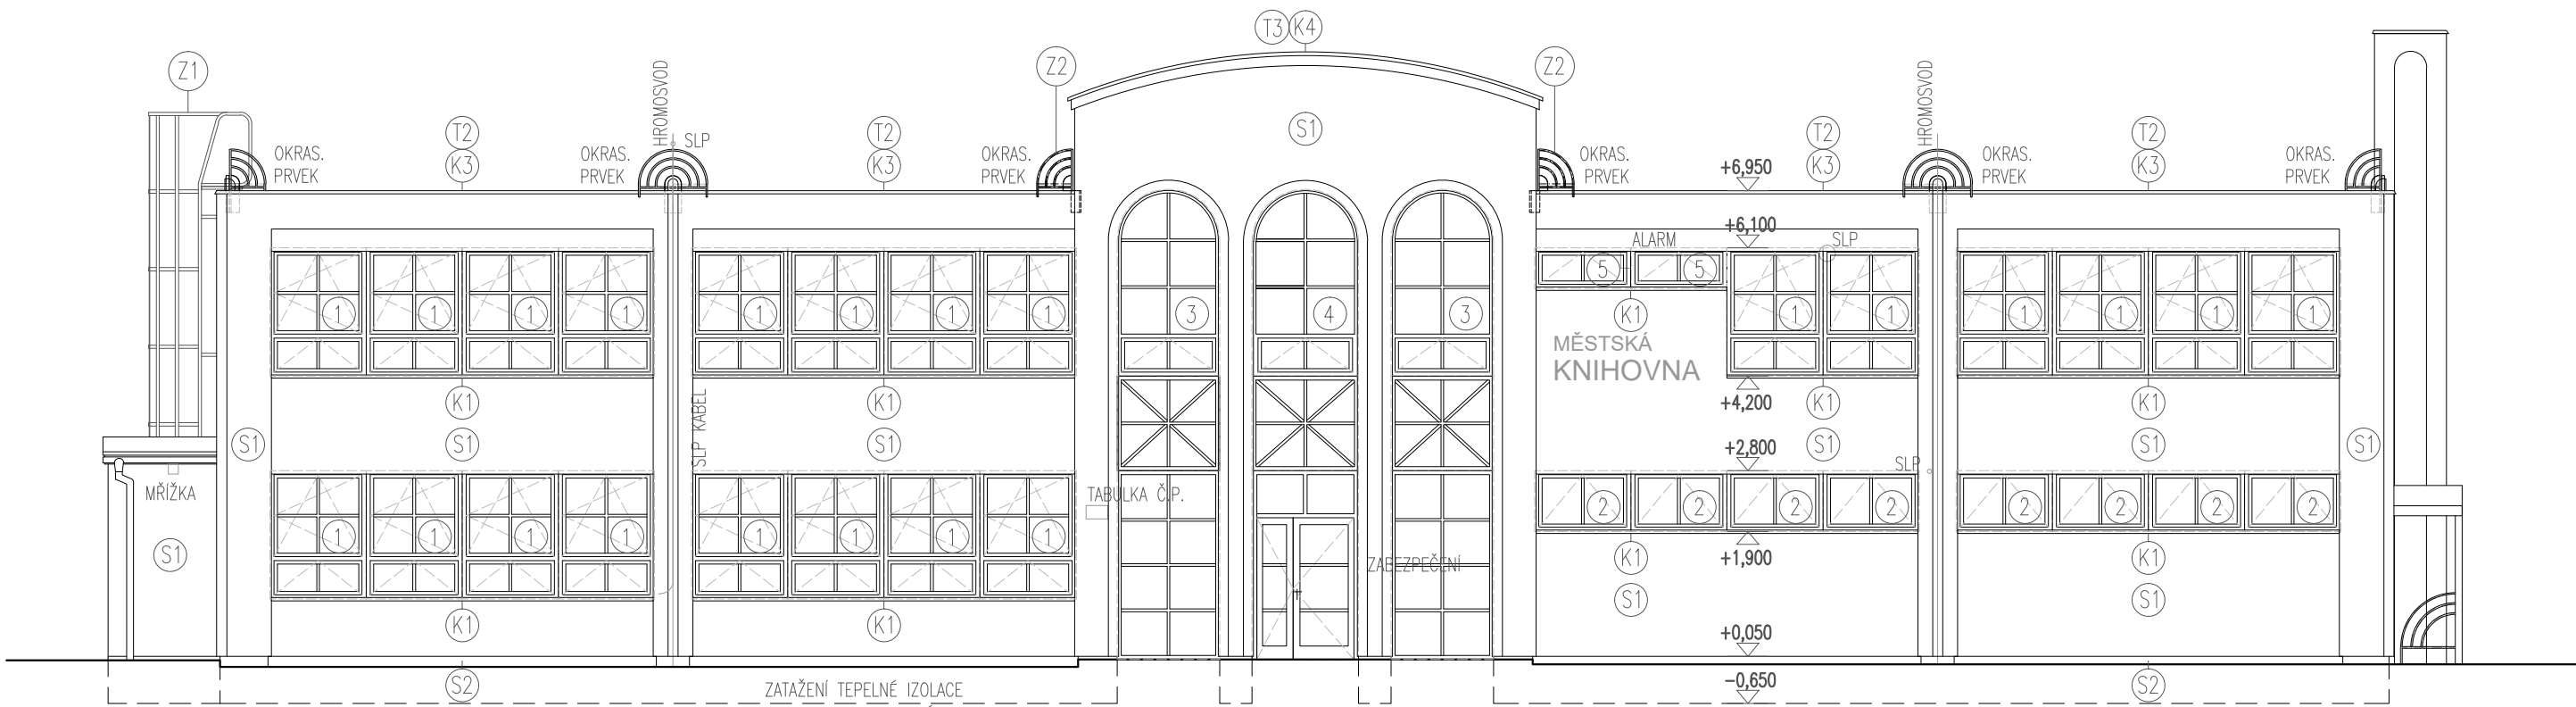 T3 K4
Z1
Z2
Z2
HROMOSVOD
SLP
HROMOSVOD
T2
K3
T2
K3
S1
T2
K3
T2
K3
OKRAS.
PRVEK
OKRAS.
PRVEK
OKRAS.
PRVEK
OKRAS.
PRVEK
OKRAS.
PRVEK
OKRAS.
PRVEK
+6,950
+6,100
ALARM
SLP
5 5
1 1 1 1 1 1 1 1 3 4 3 1 1 1 1 1 1
K1
MĚSTSKÁ
KNIHOVNA
K1 K1 +4,200 K1 K1
SLP KABEL
S1 S1 S1 +2,800 S1 S1 S1
SLP
MŘÍŽKA
TABULKA Č.P.
2 2 2 2 2 2 2 2
1 1 1 1 1 1 1 1
S1
ZABEZPEČENÍ
K1 +1,900 K1
S1 S1
K1 K1
+0,050
S2 ZATAŽENÍ TEPELNÉ IZOLACE -0,650 S2